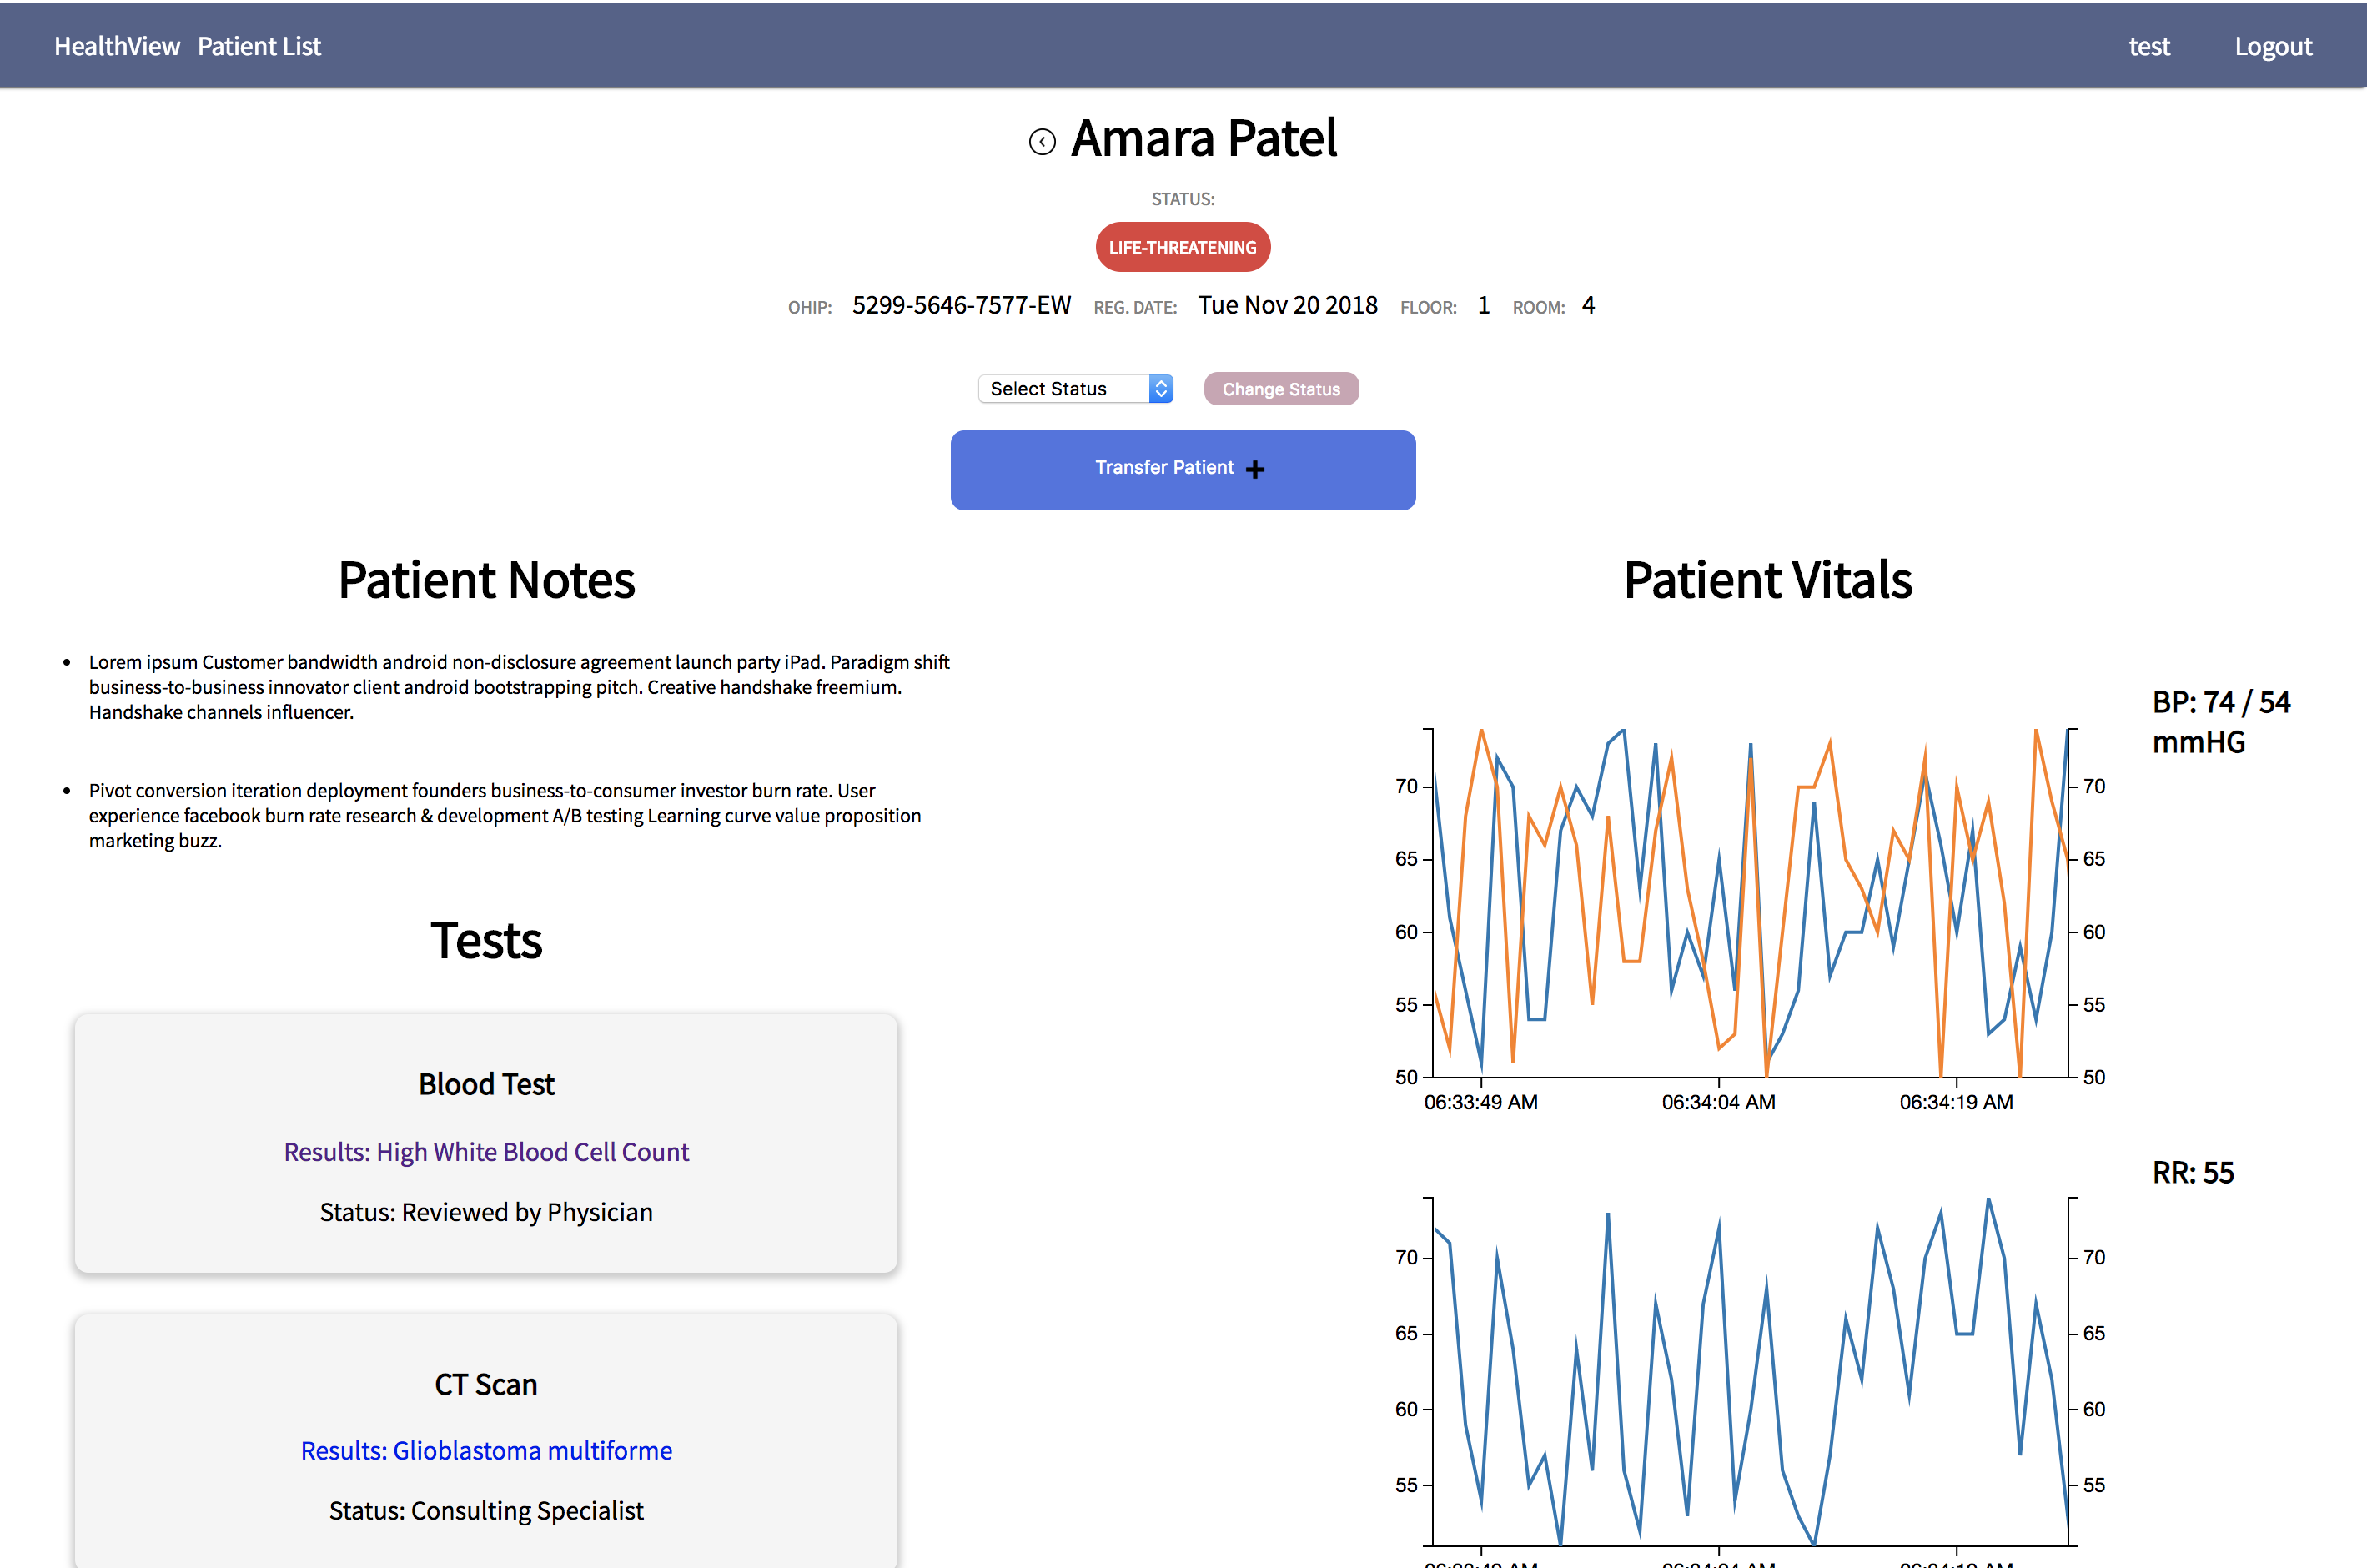 HealthView Patient List test Logout
Amara Patel
STATUS:
LIFE-THREATENING
OHIP: 5299-5646-7577-EW REG. DATE: Tue Nov 20 2018 FLOOR: 1 ROOM: 4
Select Status Change Status
Transfer Patient
Patient Notes
Lorem ipsum Customer bandwidth android non-disclosure agreement launch party iPad. Paradigm shift
business-to-business innovator client android bootstrapping pitch. Creative handshake freemium.
Handshake channels influencer.
Pivot conversion iteration deployment founders business-to-consumer investor burn rate. User
experience facebook burn rate research & development A/B testing Learning curve value proposition
marketing buzz.
Tests
Blood Test
Results: High White Blood Cell Count
Status: Reviewed by Physician
CT Scan
Results: Glioblastoma multiforme
Status: Consulting Specialist
Patient Vitals
BP: 74 / 54
mmHG
70 70
65 65
60 60
55 55
50 50
06:33:49 AM 06:34:04 AM 06:34:19 AM
RR: 55
70 70
65 65
60 60
55 55